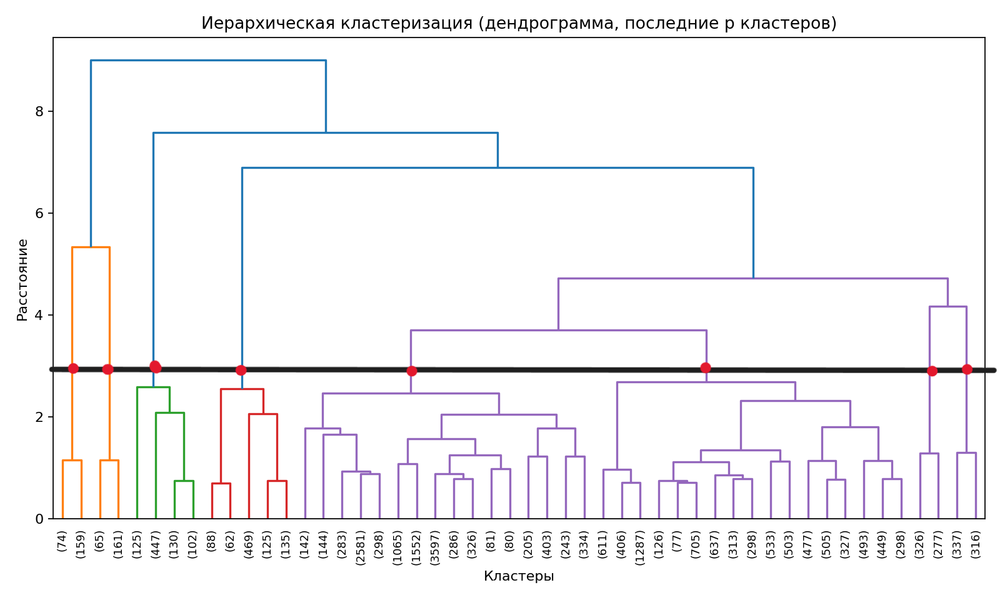 Иерархическая кластеризация (дендрограмма, последние p кластеров)
Расстояние
8
6
4
2
0
(74) (159) (65) (161) (125) (447) (130) (102) (88) (62) (469) (125) (135) (142) (144) (283) (2581) (298) (1065) (1552) (3597) (286) (326) (81) (80) (205) (403) (243) (334) (611) (406) (1287) (126) (77) (705) (637) (313) (298) (533) (503) (477) (505) (327) (493) (449) (298) (326) (277) (337) (316)
Кластеры